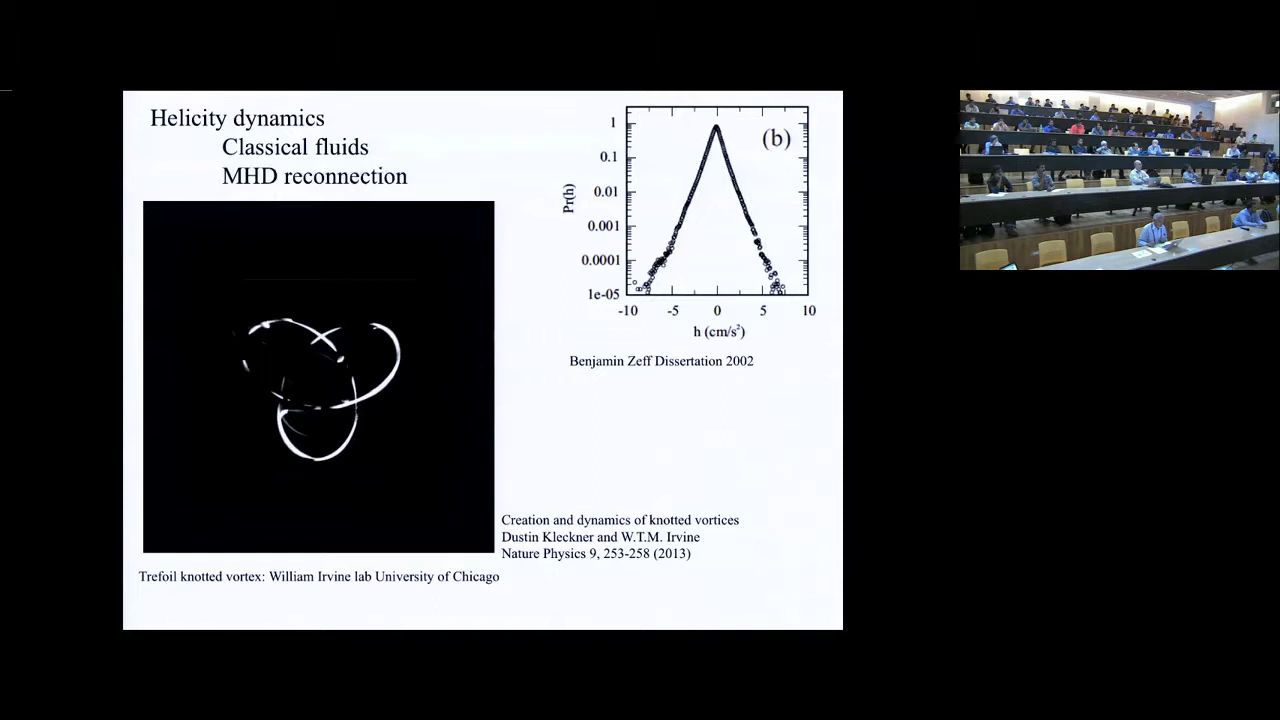 Helicity dynamics
Classical fluids
MHD reconnection
1
0.1
0.01
0.001
0.0001
1e-05
Pr(h)
(b)
-10 -5 0 5 10
h (cm/s²)
Benjamin Zeff Dissertation 2002
Creation and dynamics of knotted vortices
Dustin Kleckner and W.T.M. Irvine
Nature Physics 9, 253-258 (2013)
Trefoil knotted vortex: William Irvine lab University of Chicago